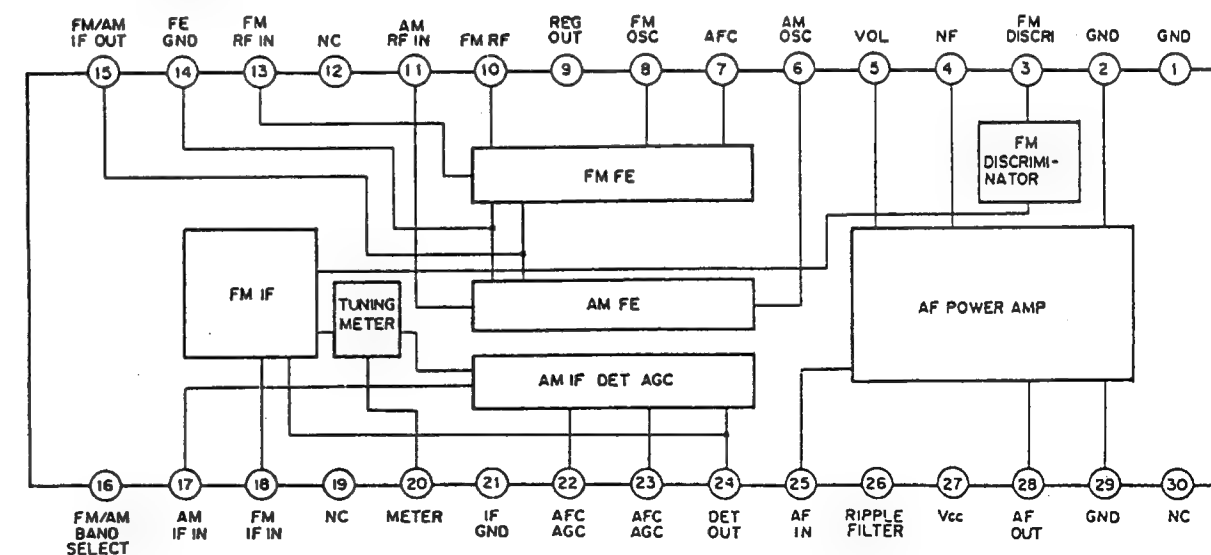 FM/AM
IF OUT
FE
GND
FM
RF IN
NC
AM
RF IN
FM RF
REG
OUT
FM
OSC
AFC
AM
OSC
VOL
NF
FM
DISCRI
GND
GND
15
14
13
12
11
10
9
8
7
6
5
4
3
2
1
FM FE
FM
DISCRIMI-
NATOR
FM IF
TUNING
METER
AM FE
AF POWER AMP
AM IF DET AGC
16
17
18
19
20
21
22
23
24
25
26
27
28
29
30
FM/AM
BAND
SELECT
AM
IF IN
FM
IF IN
NC
METER
IF
GND
AFC
AGC
AFC
AGC
DET
OUT
AF
IN
RIPPLE
FILTER
Vcc
AF
OUT
GND
NC